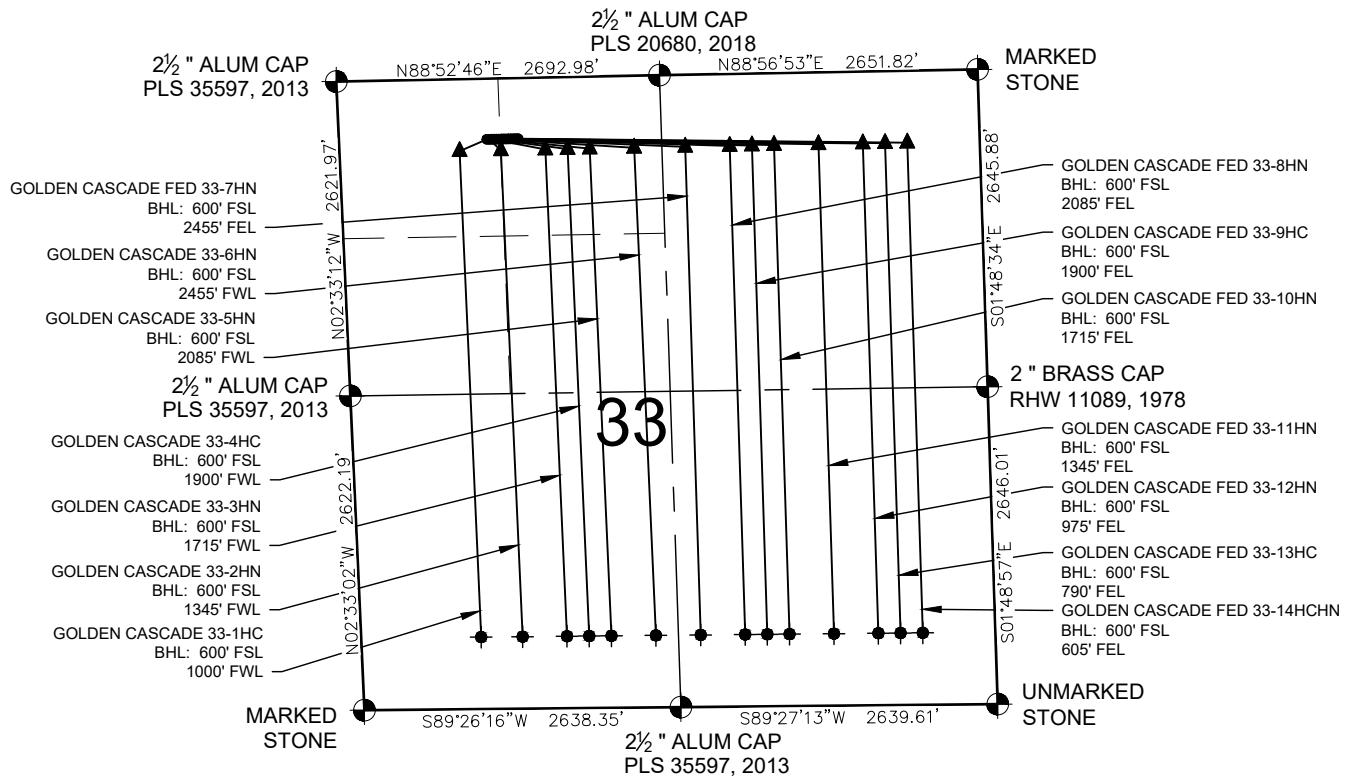 2½ " ALUM CAP
PLS 20680, 2018
2½ " ALUM CAP
PLS 35597, 2013
N88°52'46"E 2692.98'
N88°56'53"E 2651.82'
MARKED
STONE
N02°33'12"W 2621.97'
S01°48'34"E 2645.88'
GOLDEN CASCADE FED 33-7HN
BHL: 600' FSL
2455' FEL
GOLDEN CASCADE 33-6HN
BHL: 600' FSL
2455' FWL
GOLDEN CASCADE 33-5HN
BHL: 600' FSL
2085' FWL
GOLDEN CASCADE FED 33-8HN
BHL: 600' FSL
2085' FEL
GOLDEN CASCADE FED 33-9HC
BHL: 600' FSL
1900' FEL
GOLDEN CASCADE FED 33-10HN
BHL: 600' FSL
1715' FEL
2½ " ALUM CAP
PLS 35597, 2013
33
2 " BRASS CAP
RHW 11089, 1978
GOLDEN CASCADE 33-4HC
BHL: 600' FSL
1900' FWL
GOLDEN CASCADE 33-3HN
BHL: 600' FSL
1715' FWL
GOLDEN CASCADE 33-2HN
BHL: 600' FSL
1345' FWL
GOLDEN CASCADE 33-1HC
BHL: 600' FSL
1000' FWL
N02°33'02"W 2622.19'
S01°48'57"E 2646.01'
GOLDEN CASCADE FED 33-11HN
BHL: 600' FSL
1345' FEL
GOLDEN CASCADE FED 33-12HN
BHL: 600' FSL
975' FEL
GOLDEN CASCADE FED 33-13HC
BHL: 600' FSL
790' FEL
GOLDEN CASCADE FED 33-14HCHN
BHL: 600' FSL
605' FEL
MARKED
STONE
S89°26'16"W 2638.35'
S89°27'13"W 2639.61'
UNMARKED
STONE
2½ " ALUM CAP
PLS 35597, 2013